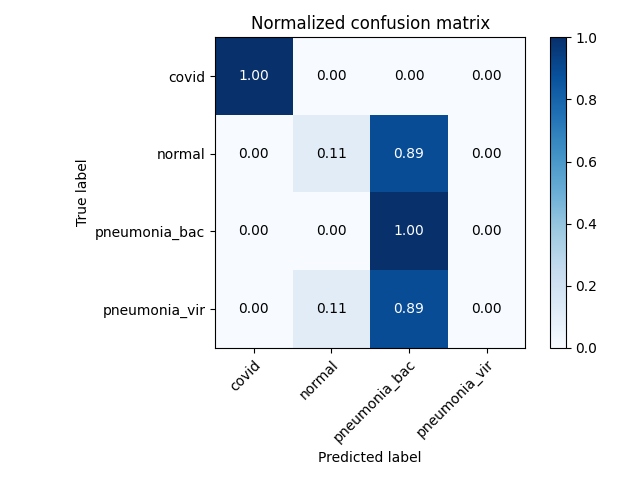 Normalized confusion matrix
True label
covid 1.00 0.00 0.00 0.00
normal 0.00 0.11 0.89 0.00
pneumonia_bac 0.00 0.00 1.00 0.00
pneumonia_vir 0.00 0.11 0.89 0.00
covid normal pneumonia_bac pneumonia_vir
Predicted label
1.0
0.8
0.6
0.4
0.2
0.0